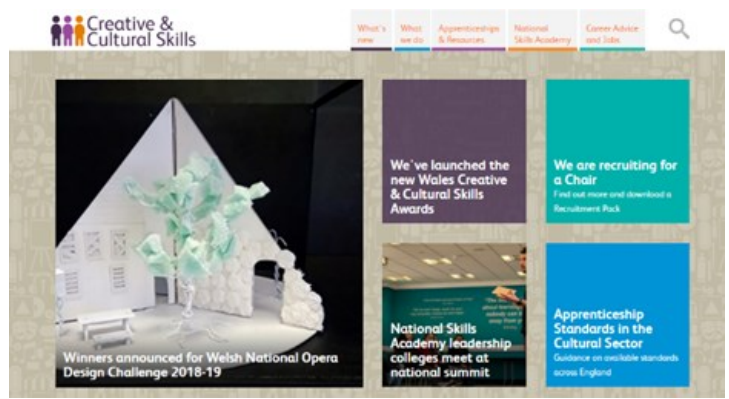 Creative &
Cultural Skills
What's
new
What
we do
Apprenticeships
& Resources
National
Skills Academy
Career Advice
and Jobs
Winners announced for Welsh National Opera
Design Challenge 2018-19
We've launched the
new Wales Creative
& Cultural Skills
Awards
We are recruiting for
a Chair
Find out more and download a
Recruitment Pack
National Skills
Academy leadership
colleges meet at
national summit
Apprenticeship
Standards in the
Cultural Sector
Guidance on available standards
across England